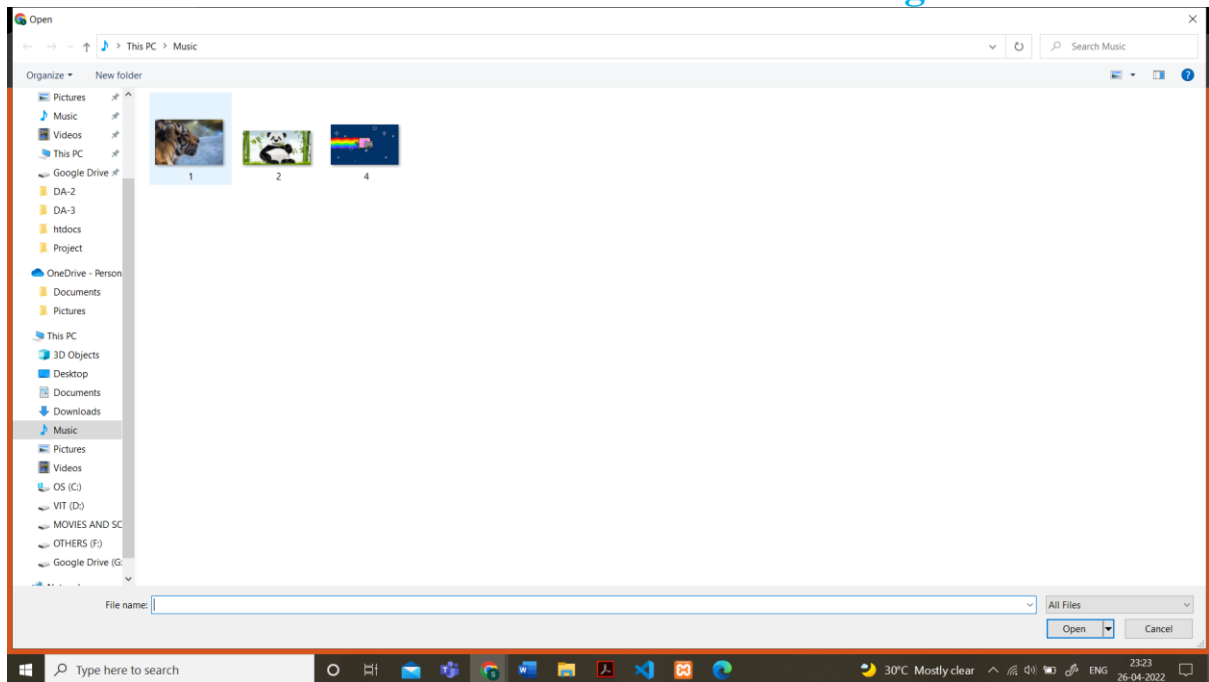 Open
This PC > Music
Search Music
Organize
New folder
Pictures
Music
Videos
This PC
Google Drive
DA-2
DA-3
htdocs
Project
OneDrive - Person
Documents
Pictures
This PC
3D Objects
Desktop
Documents
Downloads
Music
Pictures
Videos
OS (C:)
VIT (D:)
MOVIES AND SC
OTHERS (F:)
Google Drive (G:
1
2
4
File name:
All Files
Open
Cancel
Type here to search
30°C Mostly clear
ENG
23:23
26-04-2022